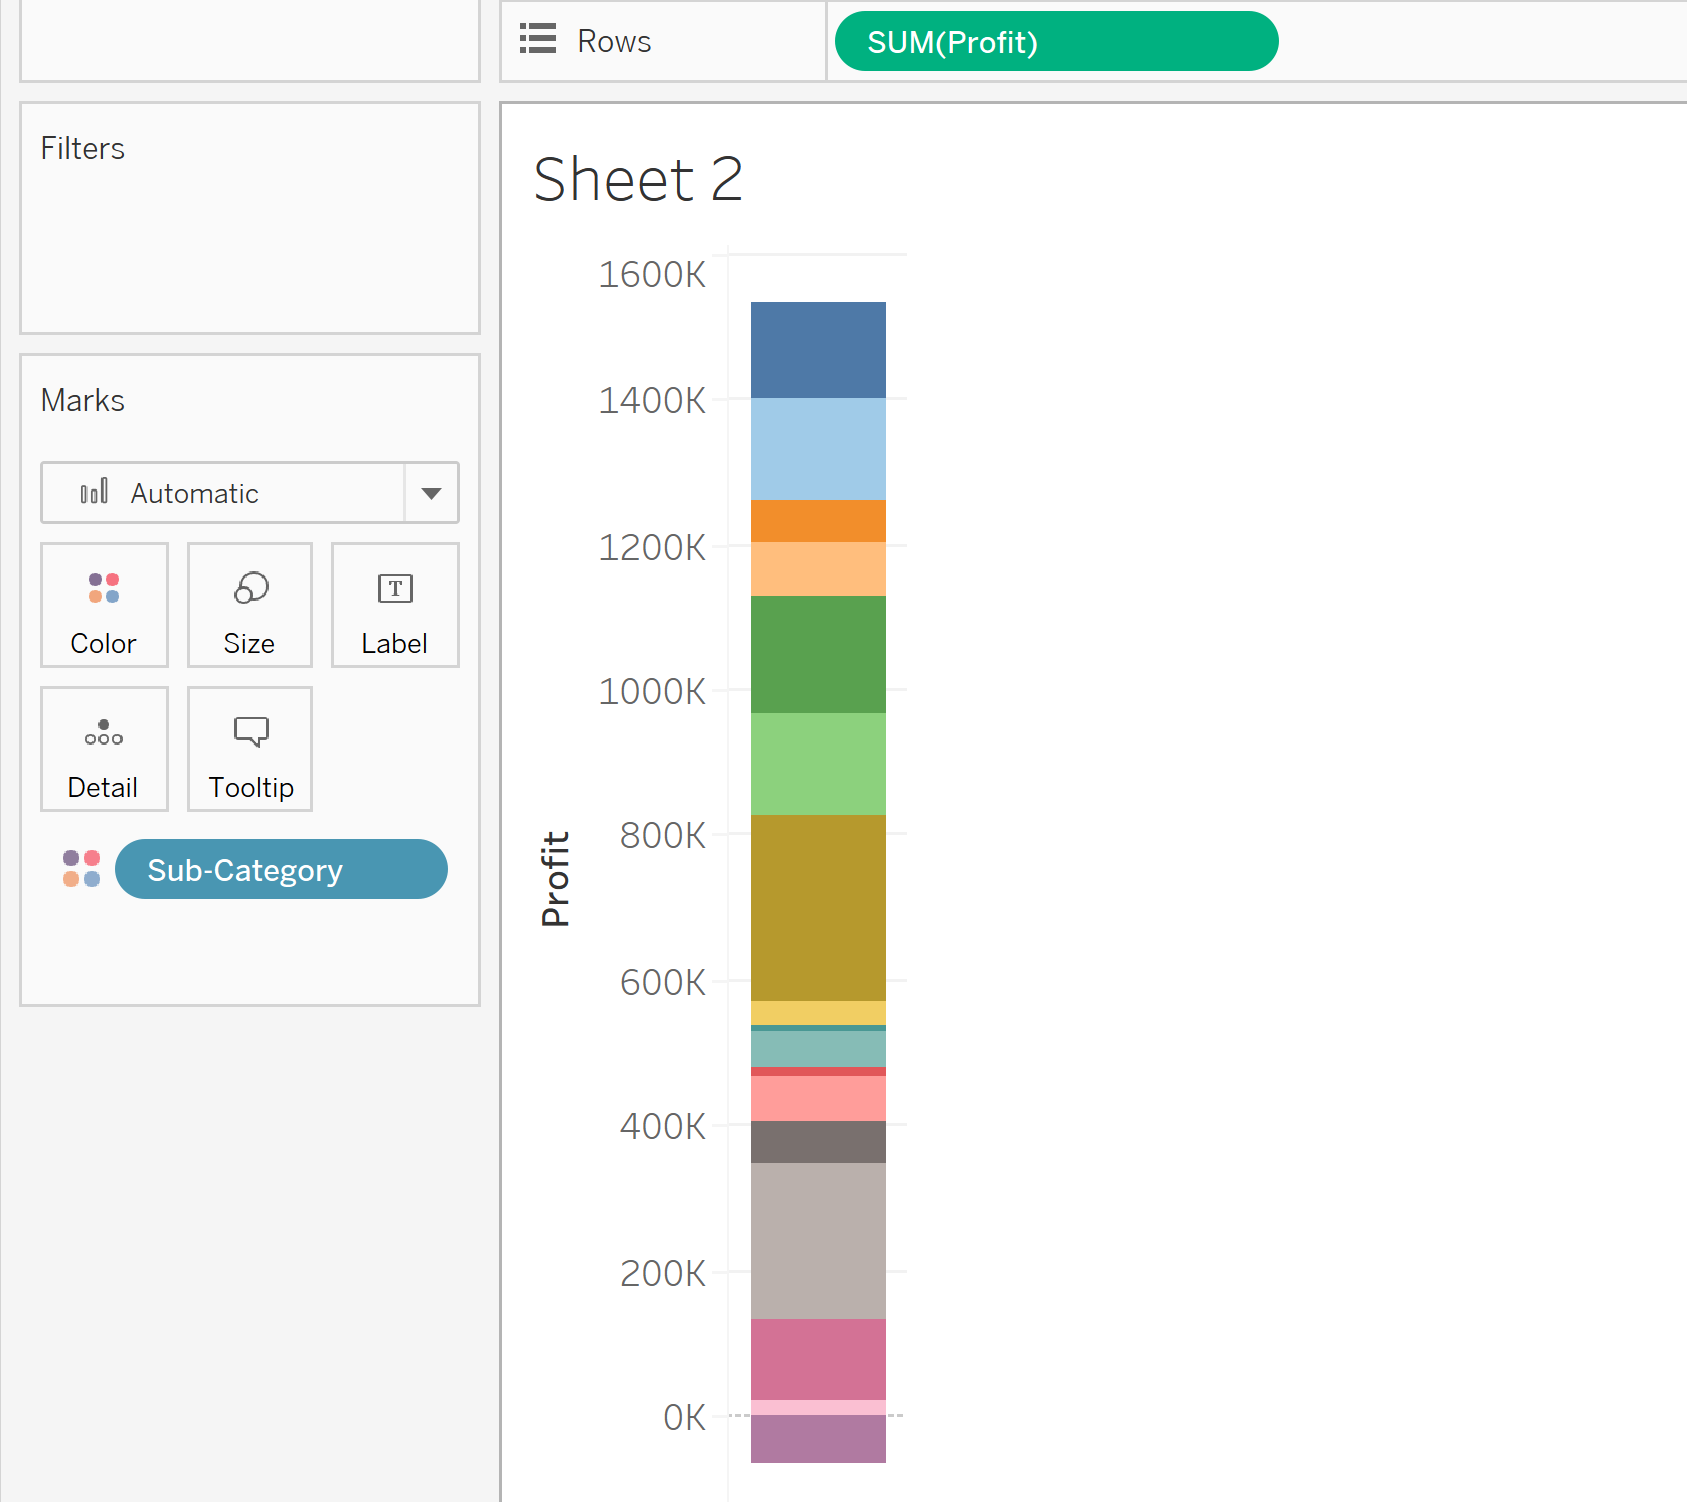 Rows
SUM(Profit)
Filters
Sheet 2
Marks
Automatic
Color
Size
Label
Detail
Tooltip
Sub-Category
1600K
1400K
1200K
1000K
800K
600K
400K
200K
0K
Profit